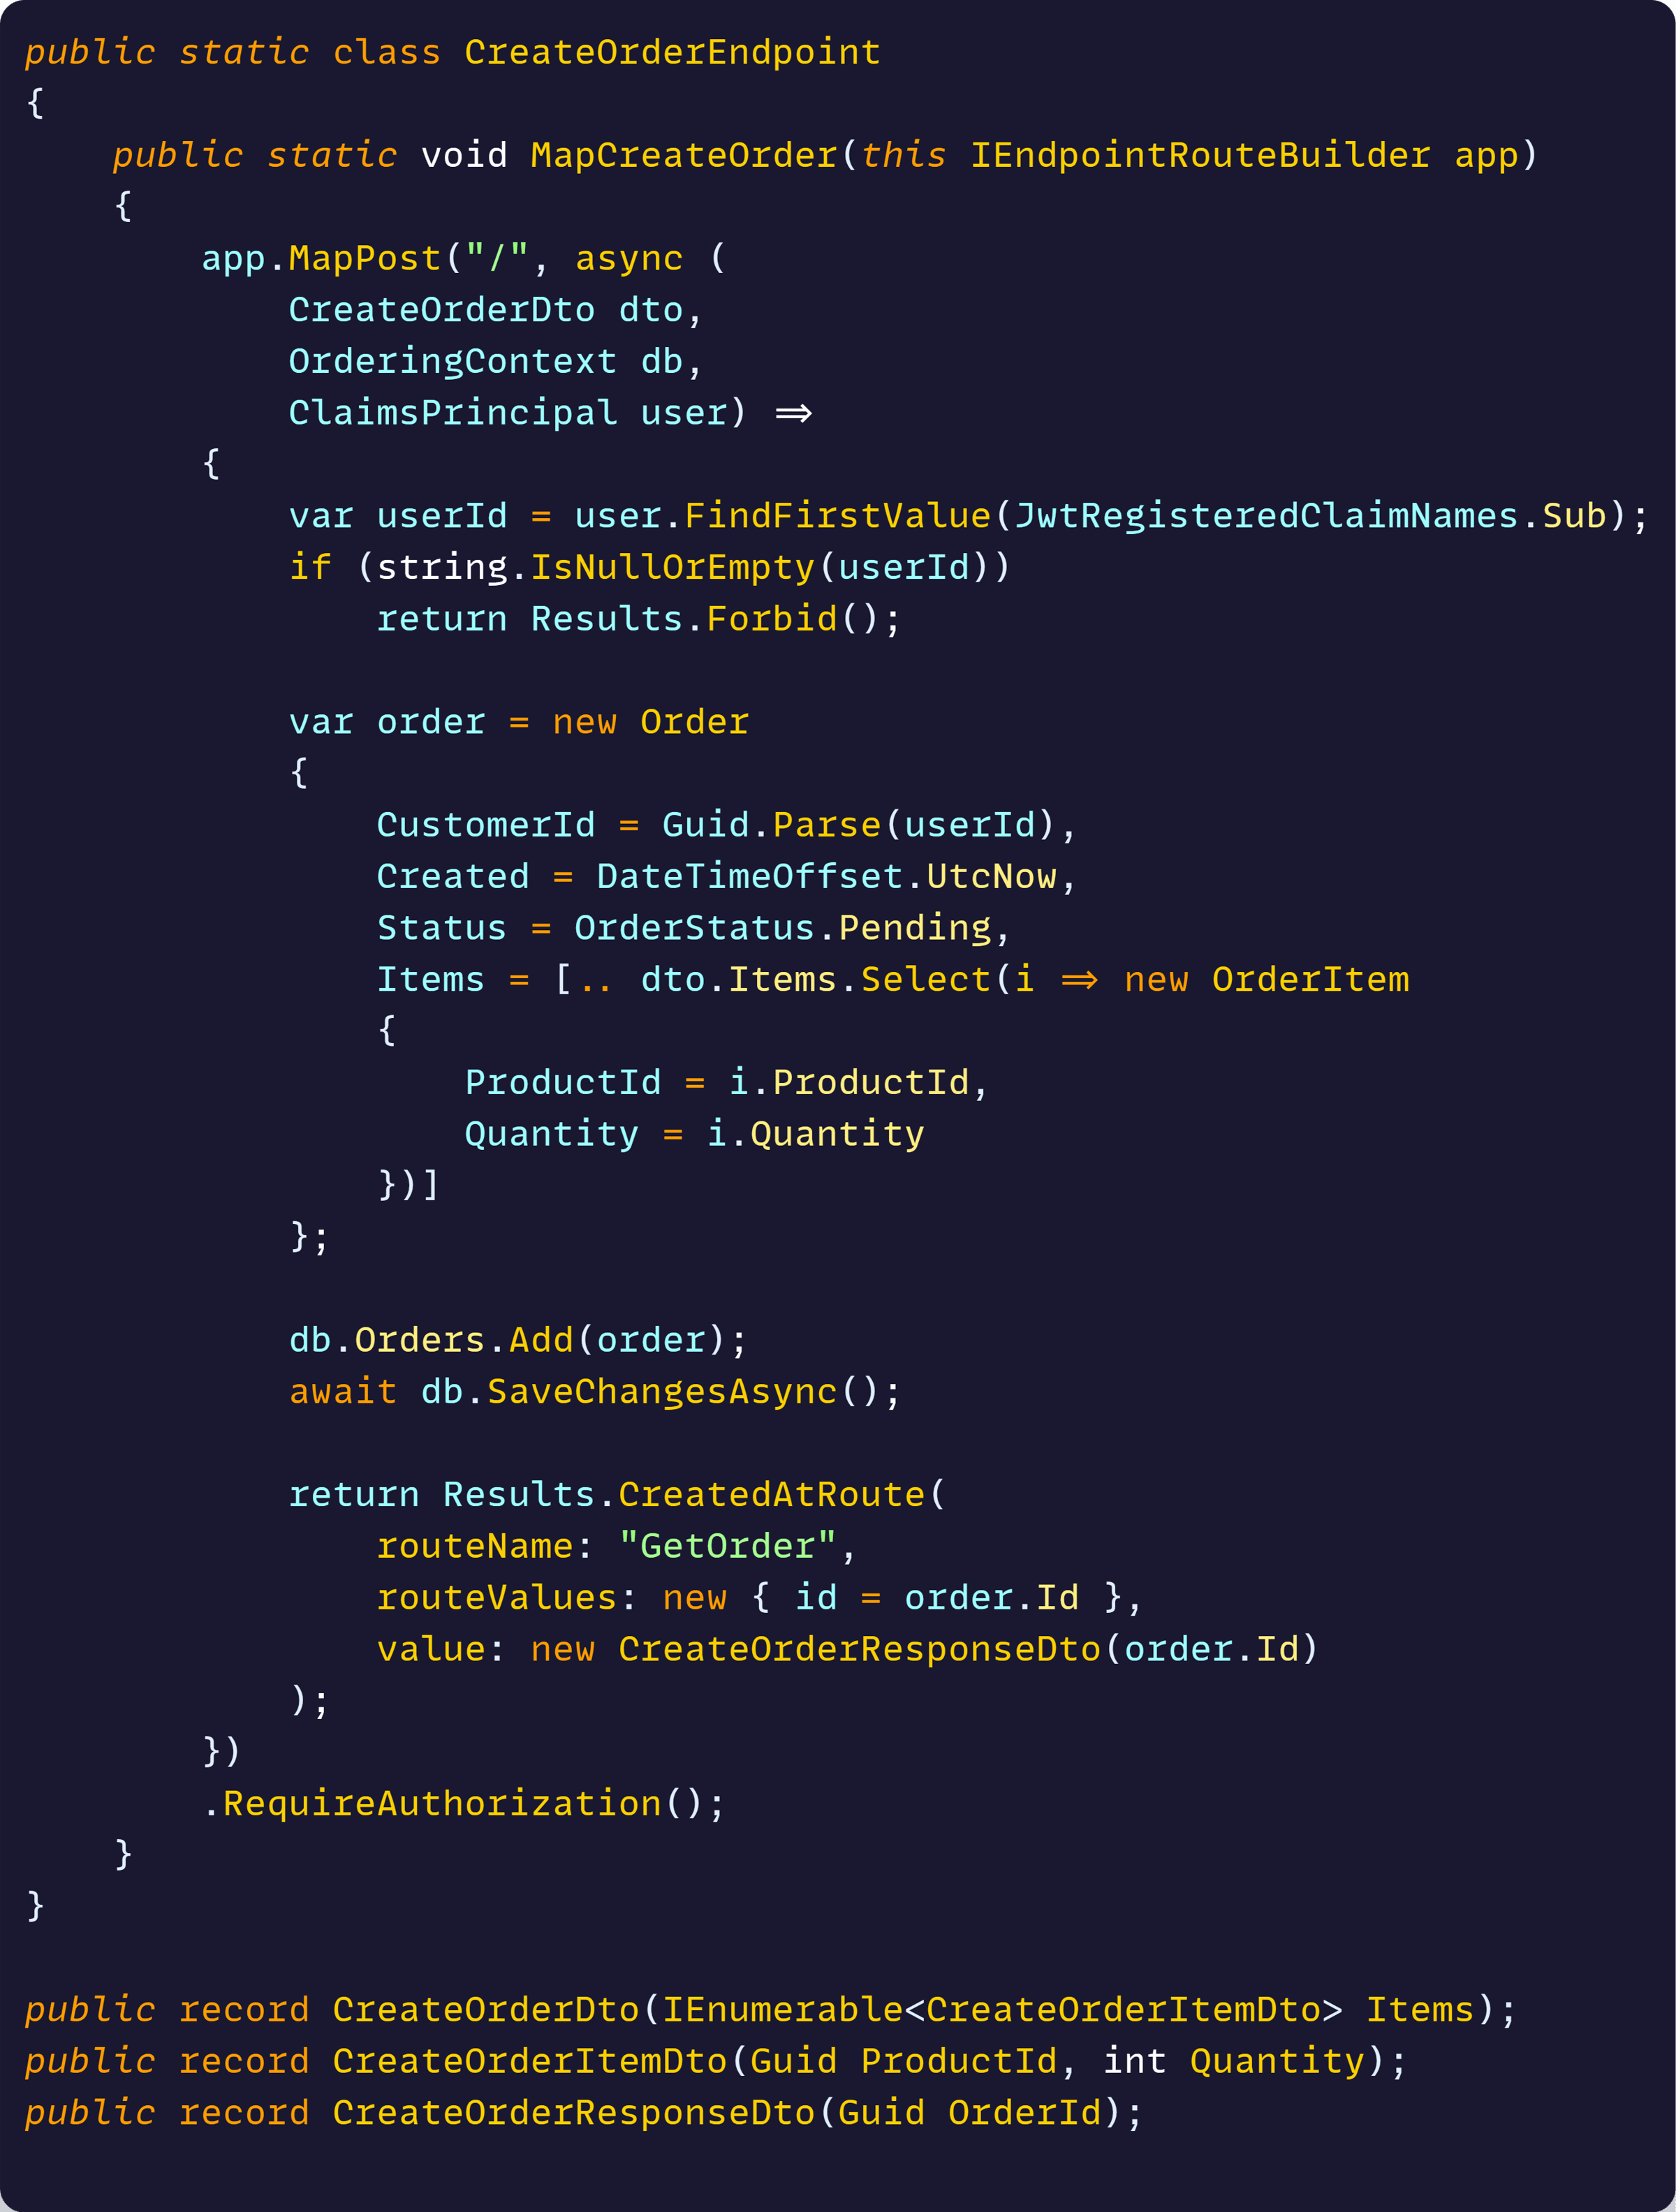 public static class CreateOrderEndpoint
{
    public static void MapCreateOrder(this IEndpointRouteBuilder app)
    {
        app.MapPost("/", async (
            CreateOrderDto dto,
            OrderingContext db,
            ClaimsPrincipal user) =>
        {
            var userId = user.FindFirstValue(JwtRegisteredClaimNames.Sub);
            if (string.IsNullOrEmpty(userId))
                return Results.Forbid();

            var order = new Order
            {
                CustomerId = Guid.Parse(userId),
                Created = DateTimeOffset.UtcNow,
                Status = OrderStatus.Pending,
                Items = [.. dto.Items.Select(i => new OrderItem
                {
                    ProductId = i.ProductId,
                    Quantity = i.Quantity
                })]
            };

            db.Orders.Add(order);
            await db.SaveChangesAsync();

            return Results.CreatedAtRoute(
                routeName: "GetOrder",
                routeValues: new { id = order.Id },
                value: new CreateOrderResponseDto(order.Id)
            );
        })
        .RequireAuthorization();
    }
}

public record CreateOrderDto(IEnumerable<CreateOrderItemDto> Items);
public record CreateOrderItemDto(Guid ProductId, int Quantity);
public record CreateOrderResponseDto(Guid OrderId);